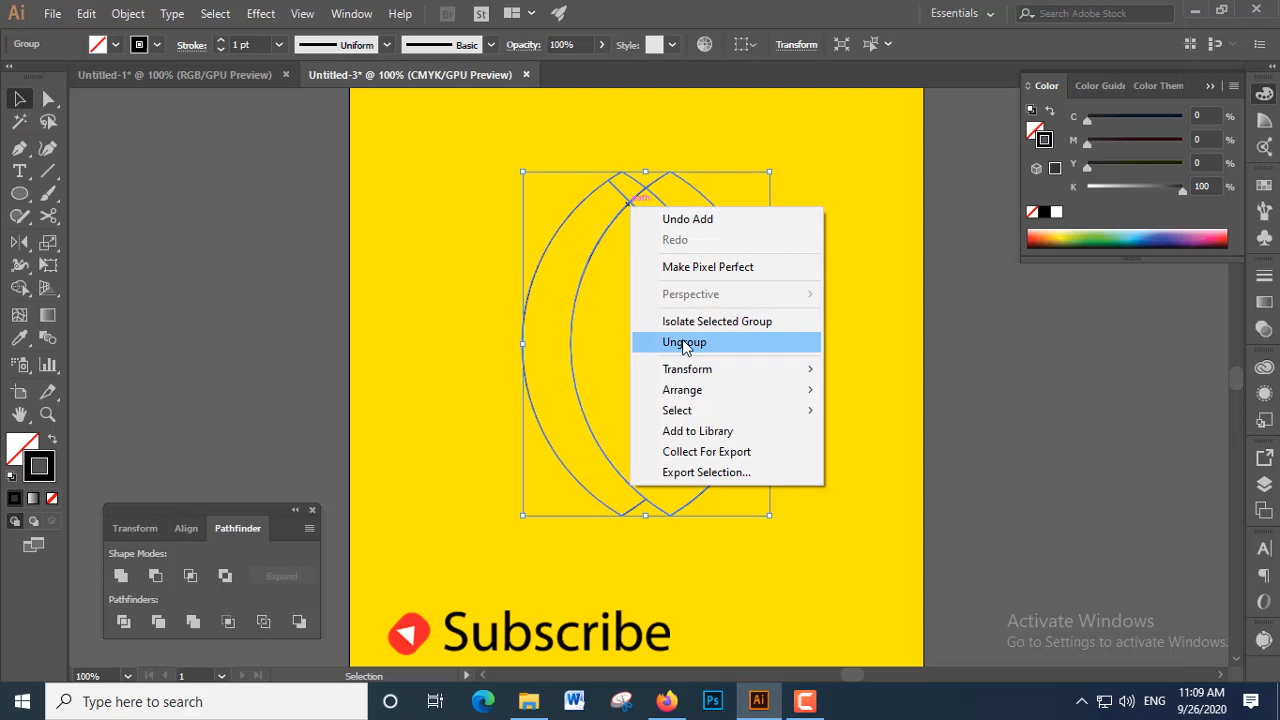 Ai File Edit Object Type Select Effect View Window Help Br St Essentials Search Adobe Stock
Group Stroke: 1 pt Uniform Basic Opacity: 100% Style: Transform
Untitled-1* @ 100% (RGB/GPU Preview) Untitled-3* @ 100% (CMYK/GPU Preview)
Color Color Guide Color Them
C 0 %
M 0 %
Y 0 %
K 100 %
path
Undo Add
Redo
Make Pixel Perfect
Perspective
Isolate Selected Group
Ungroup
Transform
Arrange
Select
Add to Library
Collect For Export
Export Selection...
Transform Align Pathfinder
Shape Modes:
Expand
Pathfinders:
Subscribe
Activate Windows
Go to Settings to activate Windows.
100% 1 Selection
Type here to search
W Ps Ai
ENG
11:09 AM
9/26/2020